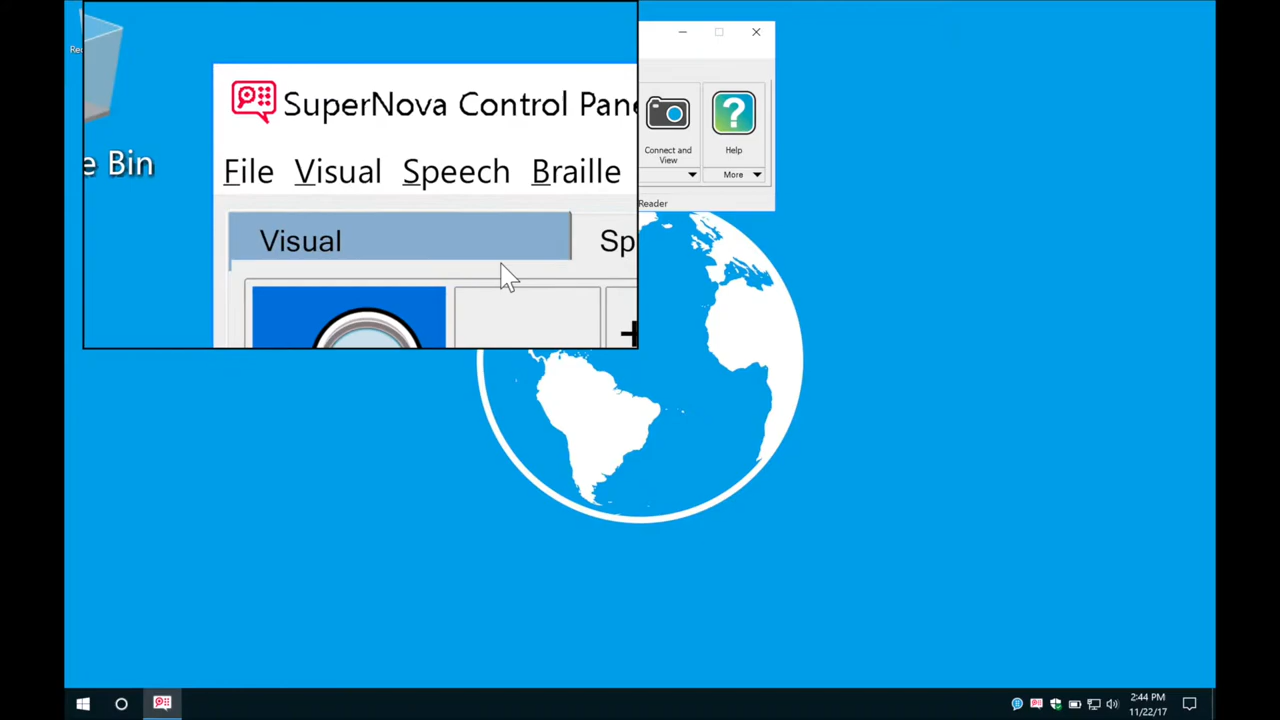 Rec
e Bin
SuperNova Control Pane
File Visual Speech Braille
Visual Sp
Connect and
View
Help
More
Reader
2:44 PM
11/22/17